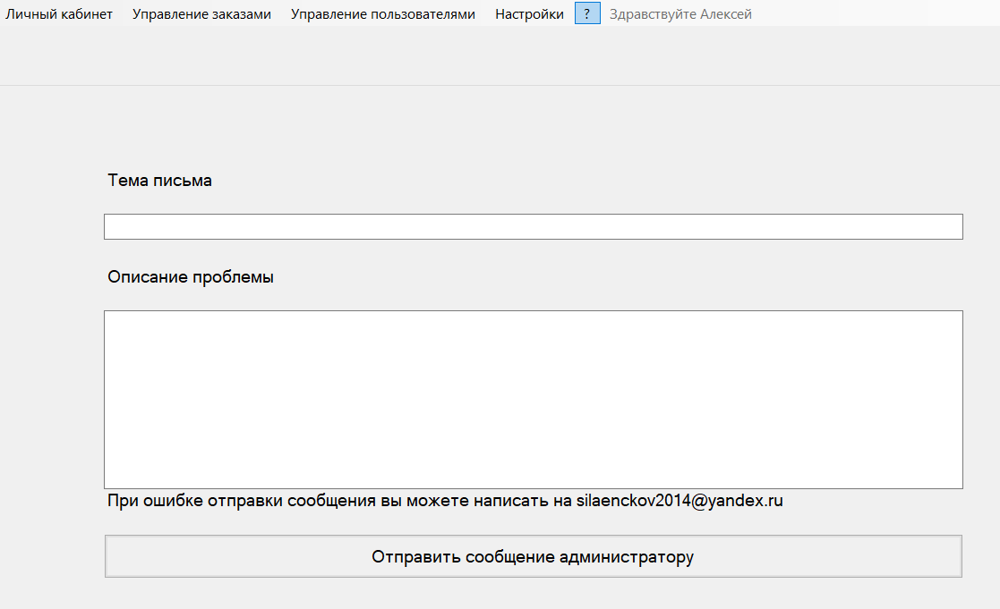 Личный кабинет Управление заказами Управление пользователями Настройки ? Здравствуйте Алексей
Тема письма
Описание проблемы
При ошибке отправки сообщения вы можете написать на silaenckov2014@yandex.ru
Отправить сообщение администратору